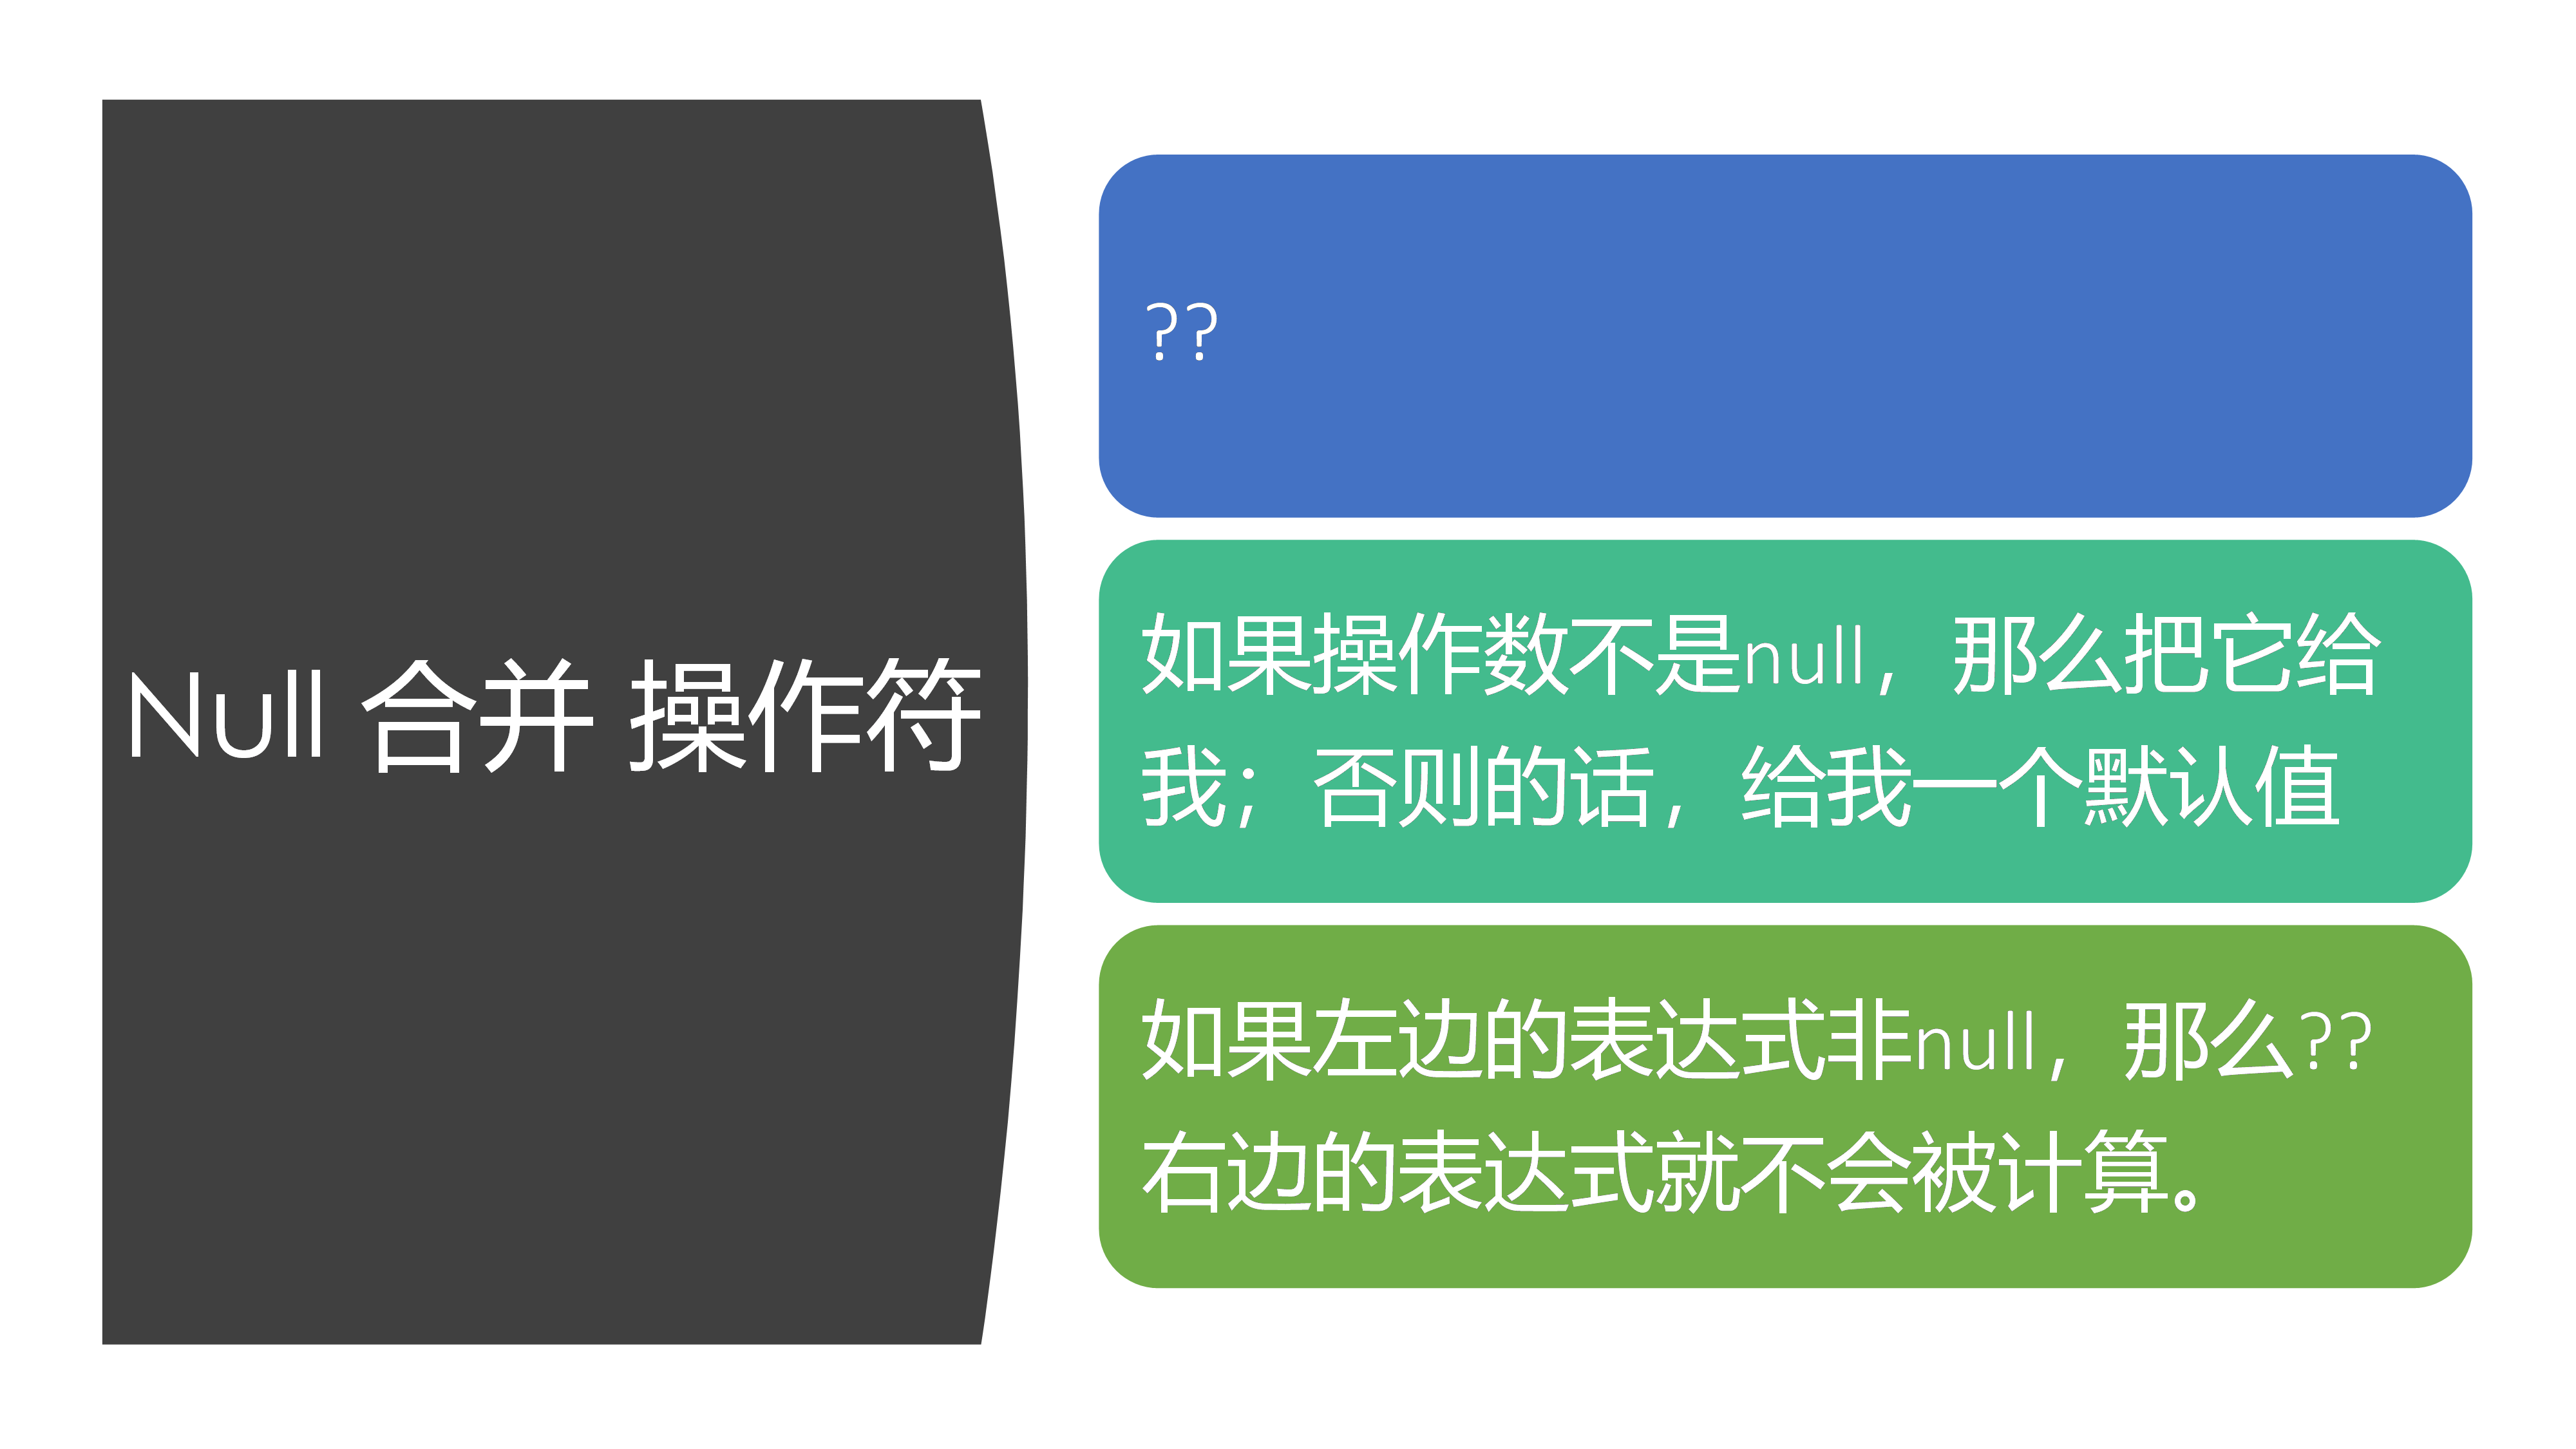 Null 合并 操作符
??
如果操作数不是null，那么把它给
我；否则的话，给我一个默认值
如果左边的表达式非null，那么??
右边的表达式就不会被计算。